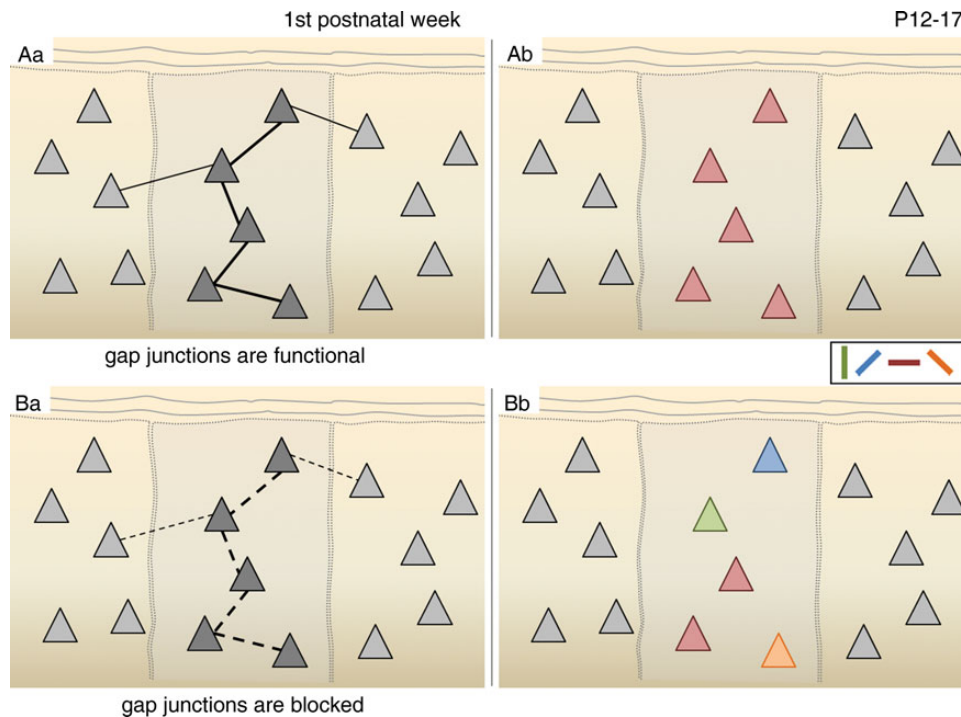 1st postnatal week
P12-17
Aa
Ab
gap junctions are functional
Ba
Bb
gap junctions are blocked